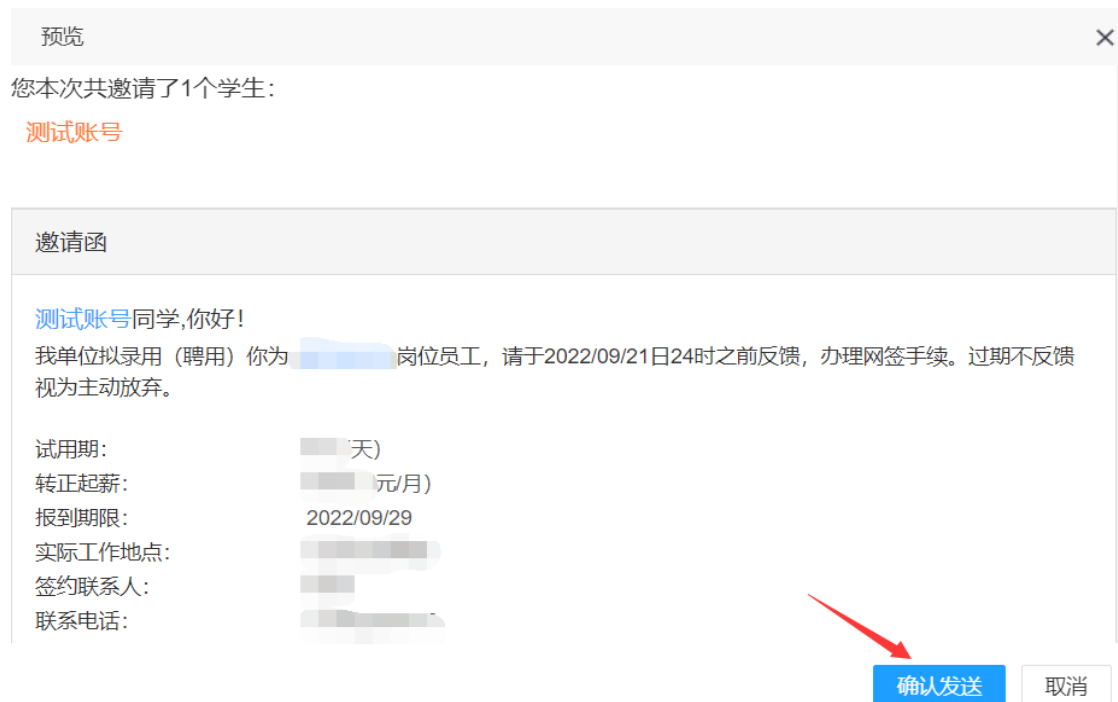 预览
您本次共邀请了1个学生：
测试账号
邀请函
测试账号同学,你好！
我单位拟录用（聘用）你为 岗位员工，请于2022/09/21日24时之前反馈，办理网签手续。过期不反馈
视为主动放弃。
试用期： 天)
转正起薪： 元/月)
报到期限： 2022/09/29
实际工作地点：
签约联系人：
联系电话：
确认发送 取消